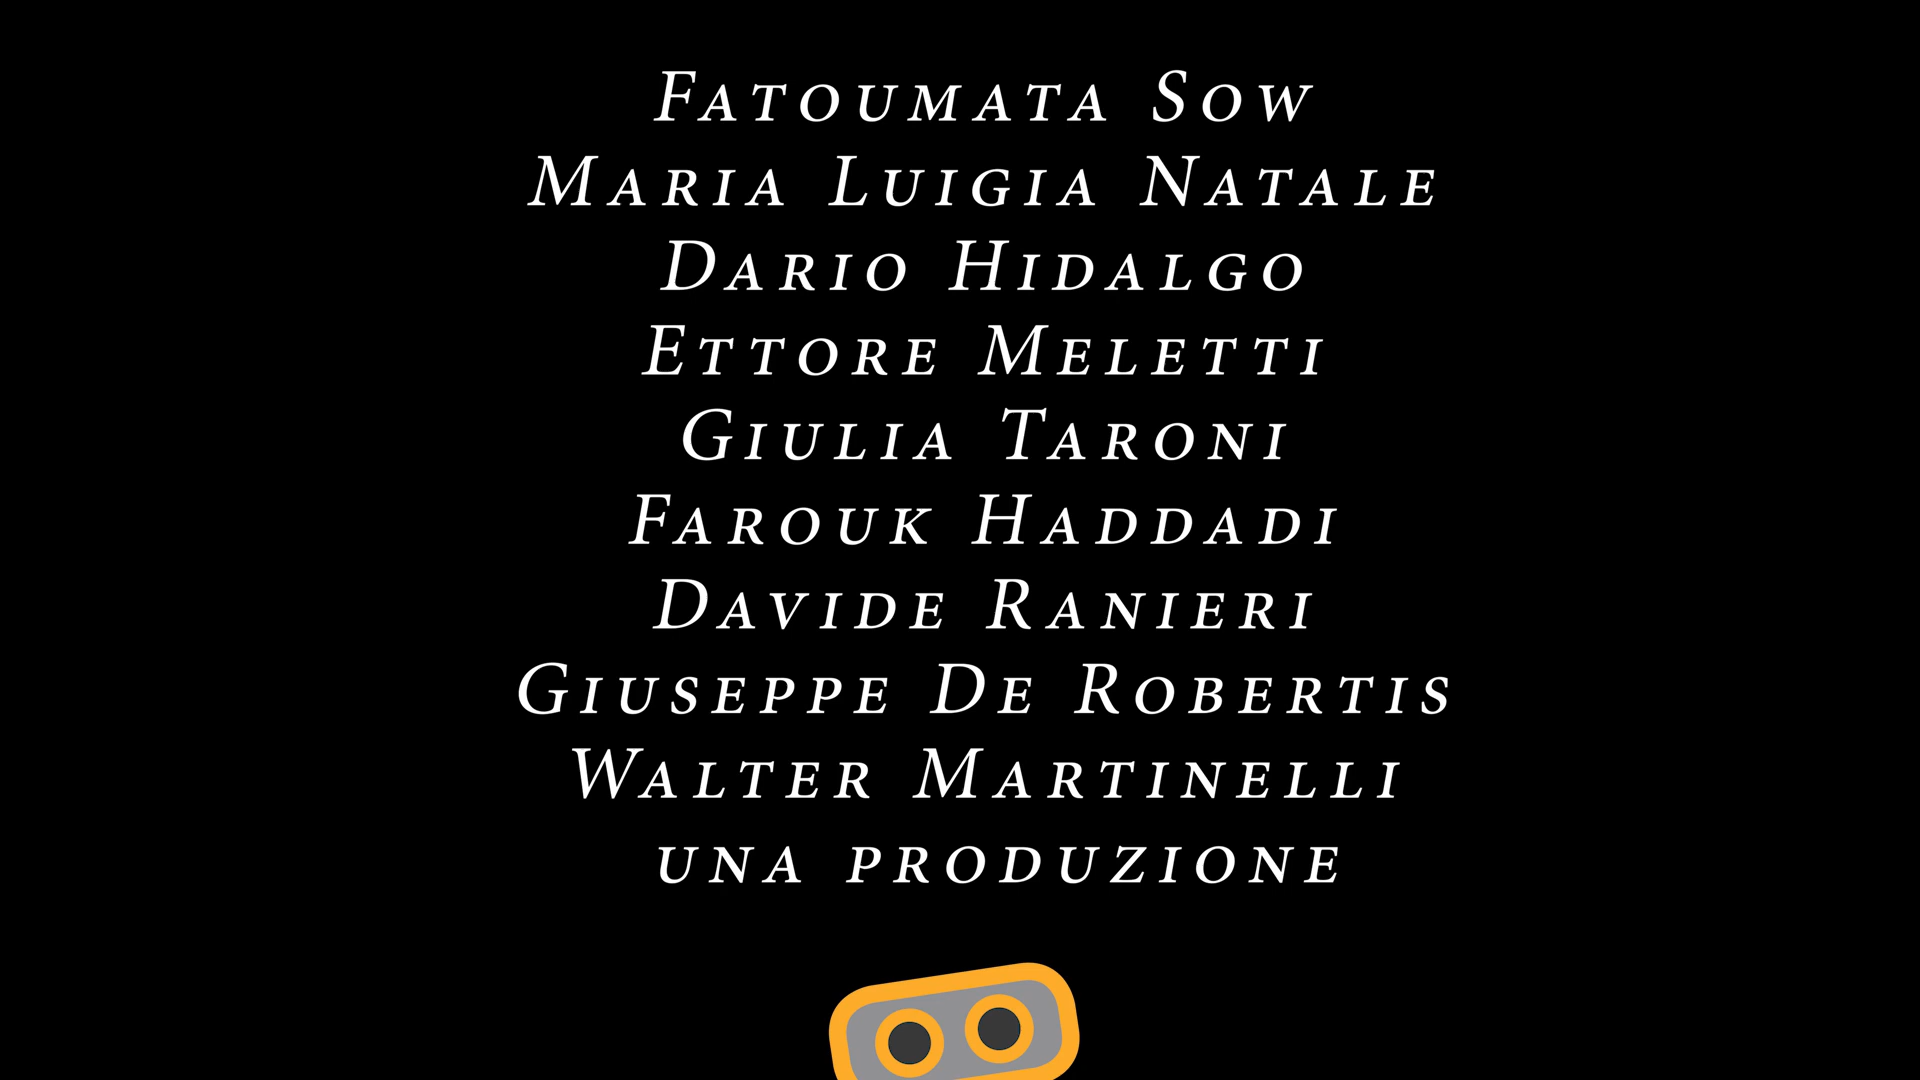 Fatoumata Sow
Maria Luigia Natale
Dario Hidalgo
Ettore Meletti
Giulia Taroni
Farouk Haddadi
Davide Ranieri
Giuseppe De Robertis
Walter Martinelli
una produzione